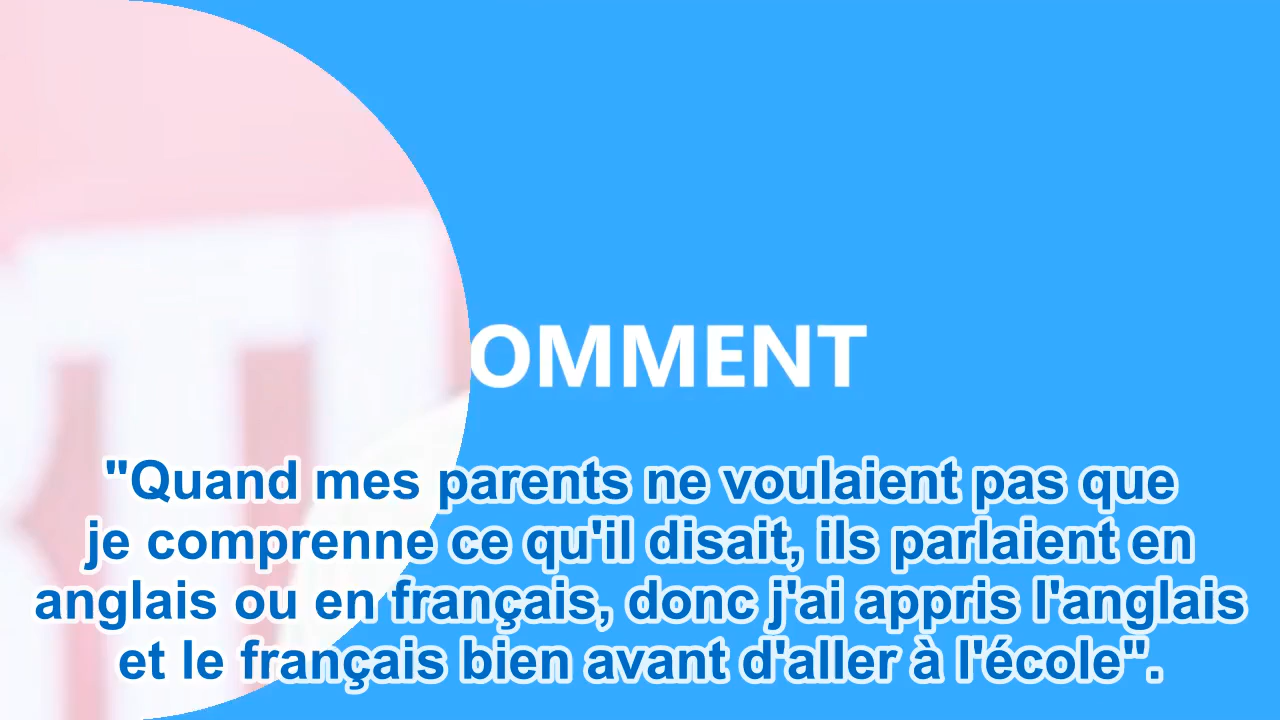 OMMENT
"Quand mes parents ne voulaient pas que
je comprenne ce qu'il disait, ils parlaient en
anglais ou en français, donc j'ai appris l'anglais
et le français bien avant d'aller à l'école".